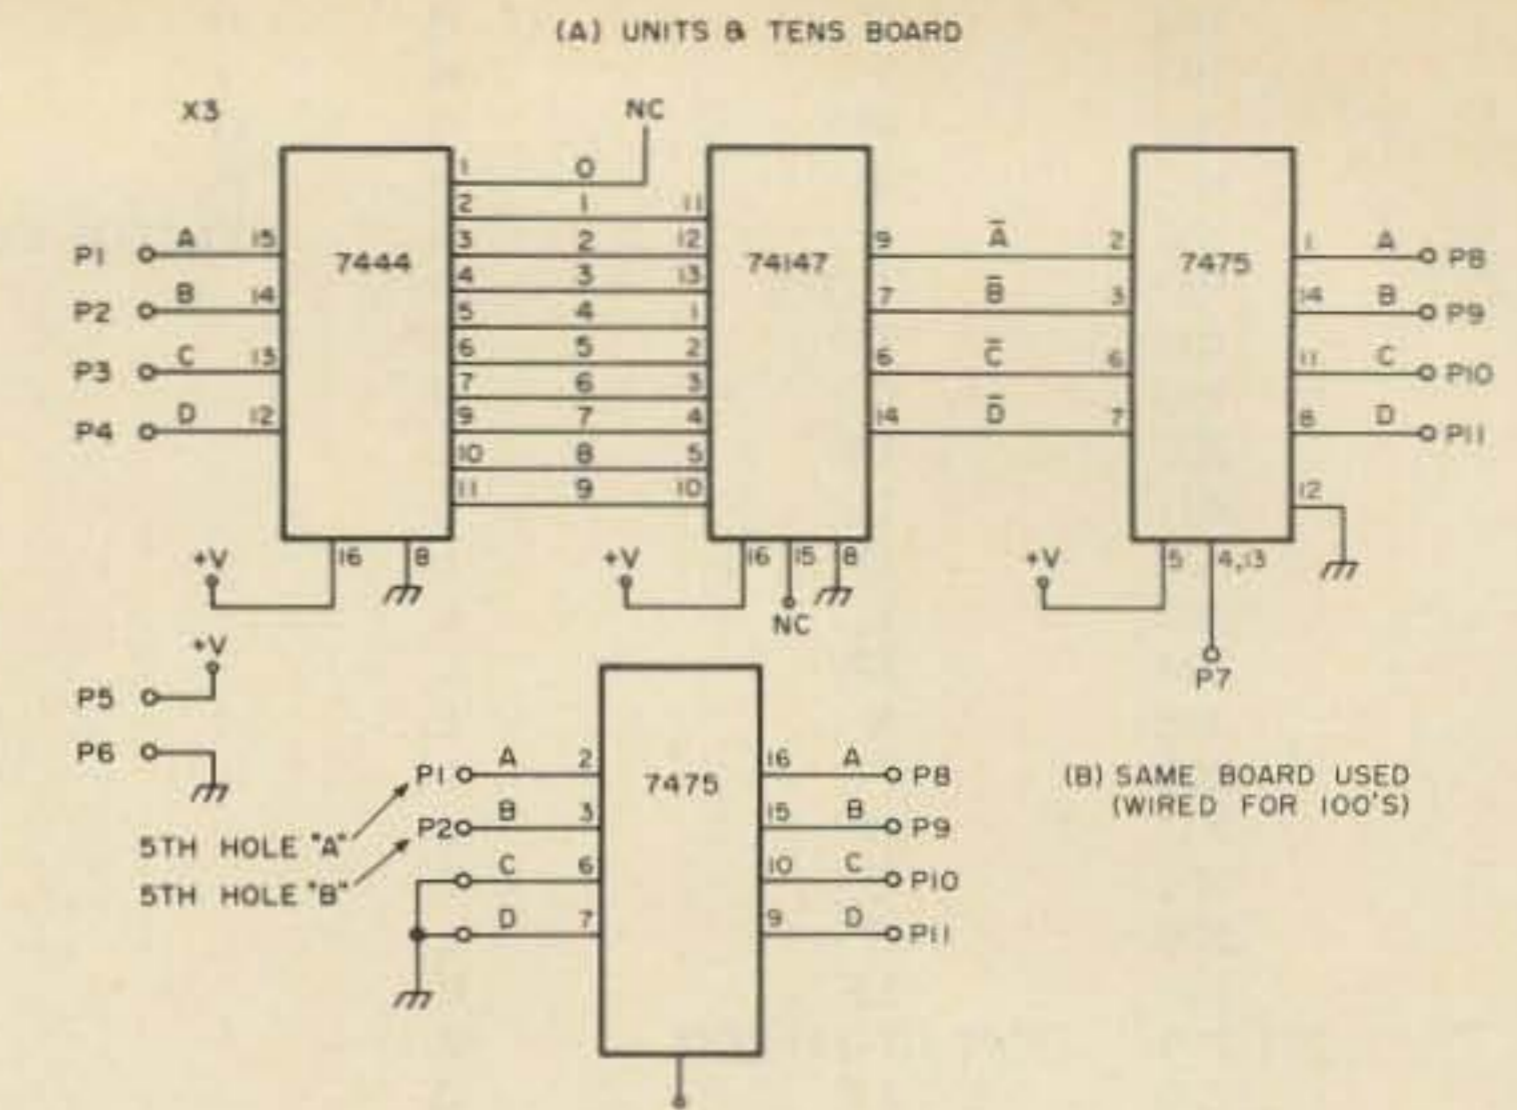 (A) UNITS & TENS BOARD
X3
NC
1 0
2 1 11
P1 A 15 3 2 12 9 A̅ 2 1 A P8
7444 74147 7475
4 3 13
P2 B 14 5 4 1 7 B̅ 3 14 B P9
6 5 2
P3 C 13 7 6 3 6 C̅ 6 11 C P10
P4 D 12 9 7 4 14 D̅ 7 8 D P11
10 8 5
11 9 10 12
+V 16 8 +V 16 15 8 +V 5 4,13
NC
+V
P7
P5
P6
P1 A 2 16 A P8
7475
(B) SAME BOARD USED
(WIRED FOR 100'S)
P2 B 3 15 B P9
5TH HOLE "A"
C 6 10 C P10
5TH HOLE "B"
D 7 9 D P11